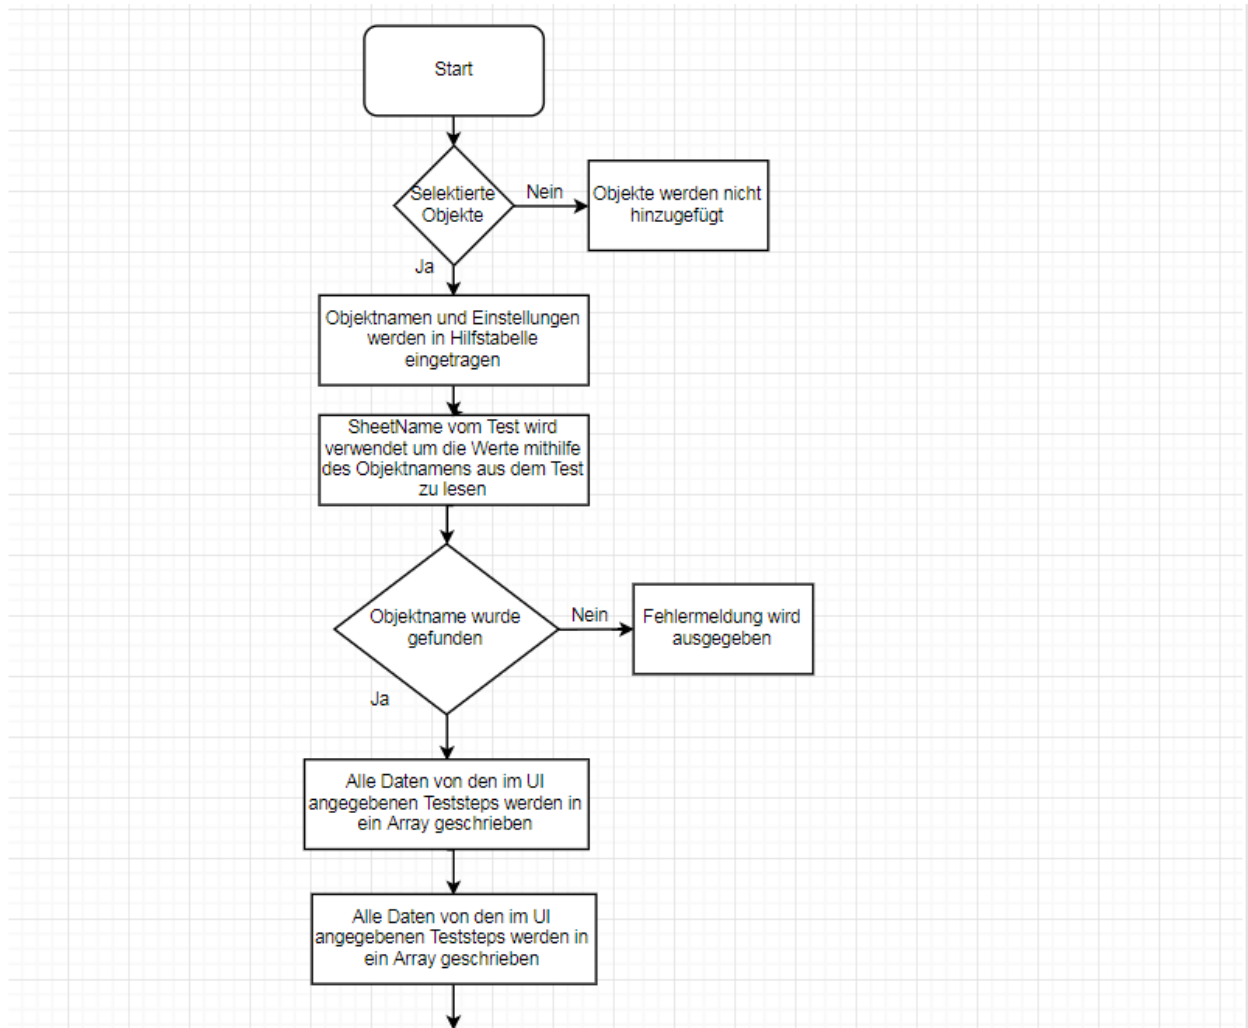 Start
Selektierte
Objekte
Nein
Objekte werden nicht
hinzugefügt
Ja
Objektnamen und Einstellungen
werden in Hilfstabelle
eingetragen
SheetName vom Test wird
verwendet um die Werte mithilfe
des Objektnamens aus dem Test
zu lesen
Objektname wurde
gefunden
Nein
Fehlermeldung wird
ausgegeben
Ja
Alle Daten von den im UI
angegebenen Teststeps werden in
ein Array geschrieben
Alle Daten von den im UI
angegebenen Teststeps werden in
ein Array geschrieben